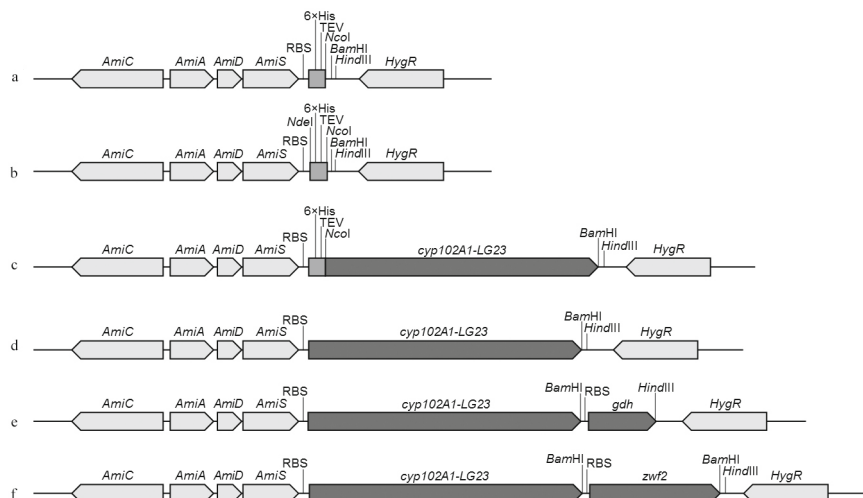 6×His
TEV
NcoI
RBS BamHI
HindIII
AmiC AmiA AmiD AmiS HygR
a
6×His
NdeI TEV
NcoI
RBS BamHI
HindIII
AmiC AmiA AmiD AmiS HygR
b
6×His
TEV
RBS NcoI BamHI
HindIII
AmiC AmiA AmiD AmiS cyp102A1-LG23 HygR
c
RBS BamHI
HindIII
AmiC AmiA AmiD AmiS cyp102A1-LG23 HygR
d
RBS BamHI RBS HindIII
AmiC AmiA AmiD AmiS cyp102A1-LG23 gdh HygR
e
RBS BamHI RBS BamHI
HindIII
AmiC AmiA AmiD AmiS cyp102A1-LG23 zwf2 HygR
f